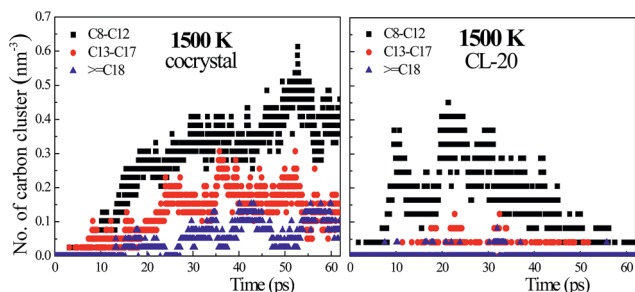 0.7
0.6
0.5
0.4
0.3
0.2
0.1
0.0
No. of carbon cluster (nm-3)
C8-C12
C13-C17
>=C18
1500 K
cocrystal
0 10 20 30 40 50 60
Time (ps)
C8-C12
C13-C17
>=C18
1500 K
CL-20
10 20 30 40 50 60
Time (ps)